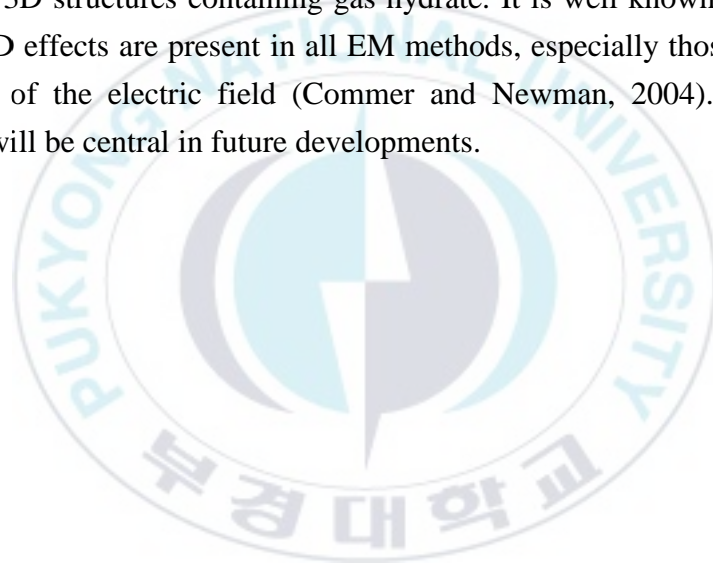 3D structures containing gas hydrate. It is well known
D effects are present in all EM methods, especially
of the electric field (Commer and Newman, 2004).
will be central in future developments.
PUKYONG NATIONAL UNIVERSITY
부경대학교